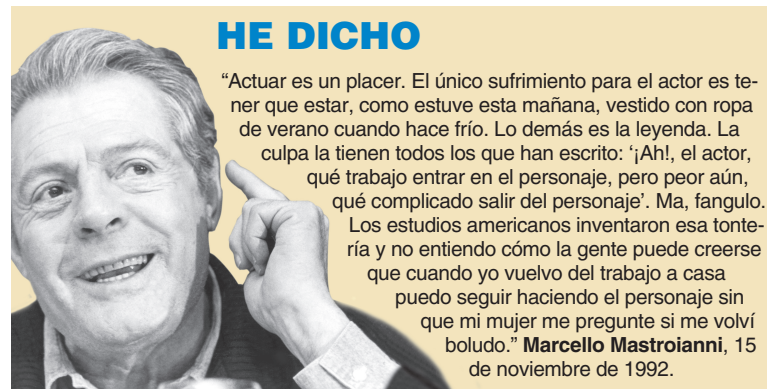 HE DICHO
“Actuar es un placer. El único sufrimiento para el actor es te-
ner que estar, como estuve esta mañana, vestido con ropa
de verano cuando hace frío. Lo demás es la leyenda. La
culpa la tienen todos los que han escrito: ‘¡Ah!, el actor,
qué trabajo entrar en el personaje, pero peor aún,
qué complicado salir del personaje’. Ma, fangulo.
Los estudios americanos inventaron esa tonte-
ría y no entiendo cómo la gente puede creerse
que cuando yo vuelvo del trabajo a casa
puedo seguir haciendo el personaje sin
que mi mujer me pregunte si me volví
boludo.” Marcello Mastroianni, 15
de noviembre de 1992.